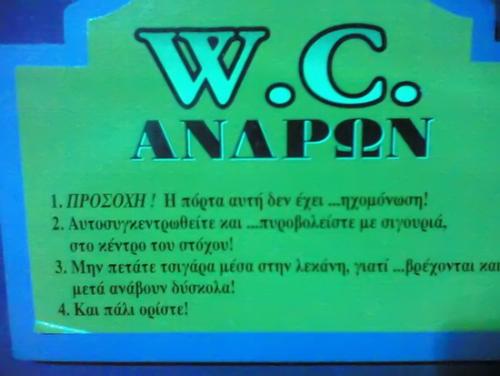 W.C.
ΑΝΔΡΩΝ
1. ΠΡΟΣΟΧΗ! Η πόρτα αυτή δεν έχει ...ηχομόνωση!
2. Αυτοσυγκεντρωθείτε και ...πυροβολείστε με σιγουριά,
στο κέντρο του στόχου!
3. Μην πετάτε τσιγάρα μέσα στην λεκάνη, γιατί ...βρέχονται και
μετά ανάβουν δύσκολα!
4. Και πάλι ορίστε!